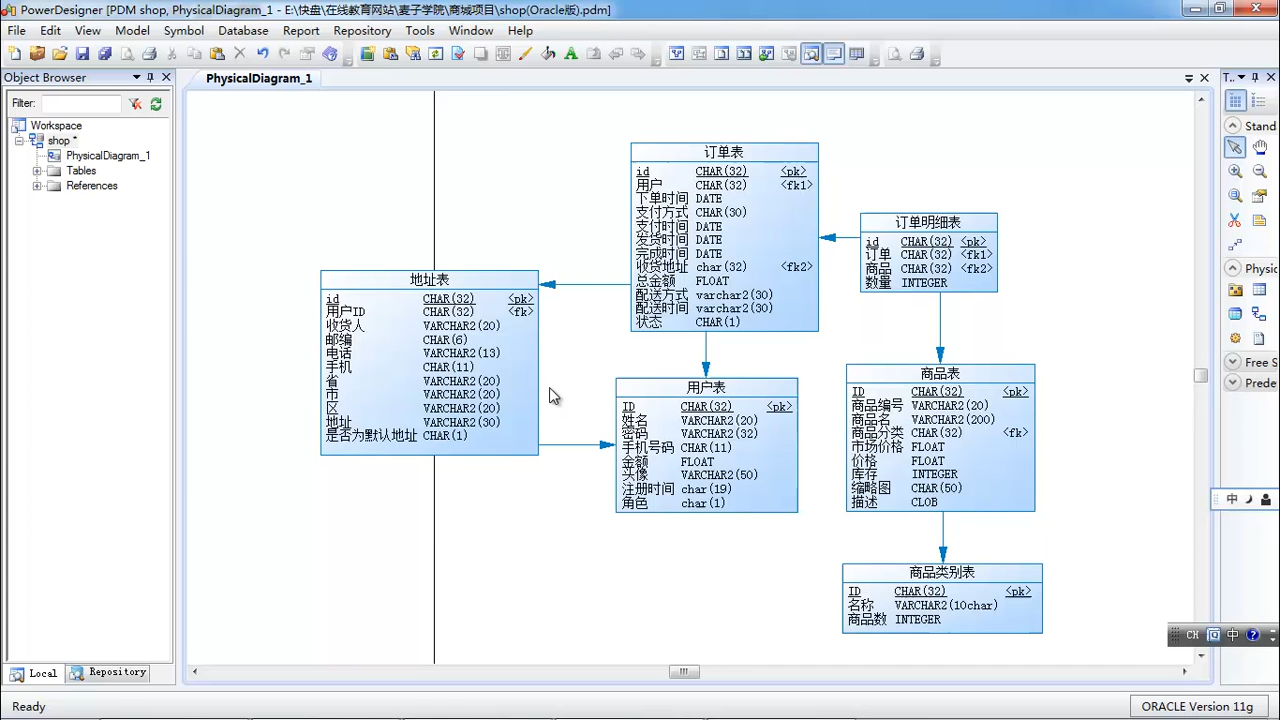 PowerDesigner [PDM shop, PhysicalDiagram_1 - E:\快盘\在线教育网站\麦子学院\商城项目\shop(Oracle版).pdm]
File Edit View Model Symbol Database Report Repository Tools Window Help
Object Browser
PhysicalDiagram_1
T...
Filter:
Workspace
shop *
PhysicalDiagram_1
Tables
References
Stand
Physic
Free S
Prede
订单表
id CHAR(32) <pk>
用户 CHAR(32) <fk1>
下单时间 DATE
支付方式 CHAR(30)
支付时间 DATE
发货时间 DATE
完成时间 DATE
收货地址 char(32) <fk2>
总金额 FLOAT
配送方式 varchar2(30)
配送时间 varchar2(30)
状态 CHAR(1)
订单明细表
id CHAR(32) <pk>
订单 CHAR(32) <fk1>
商品 CHAR(32) <fk2>
数量 INTEGER
地址表
id CHAR(32) <pk>
用户ID CHAR(32) <fk>
收货人 VARCHAR2(20)
邮编 CHAR(6)
电话 VARCHAR2(13)
手机 CHAR(11)
省 VARCHAR2(20)
市 VARCHAR2(20)
区 VARCHAR2(20)
地址 VARCHAR2(30)
是否为默认地址 CHAR(1)
用户表
ID CHAR(32) <pk>
姓名 VARCHAR2(20)
密码 VARCHAR2(32)
手机号码 CHAR(11)
金额 FLOAT
头像 VARCHAR2(50)
注册时间 char(19)
角色 char(1)
商品表
ID CHAR(32) <pk>
商品编号 VARCHAR2(20)
商品名 VARCHAR2(200)
商品分类 CHAR(32) <fk>
市场价格 FLOAT
价格 FLOAT
库存 INTEGER
缩略图 CHAR(50)
描述 CLOB
商品类别表
ID CHAR(32) <pk>
名称 VARCHAR2(10char)
商品数 INTEGER
中
CH 中
Local Repository
Ready
ORACLE Version 11g